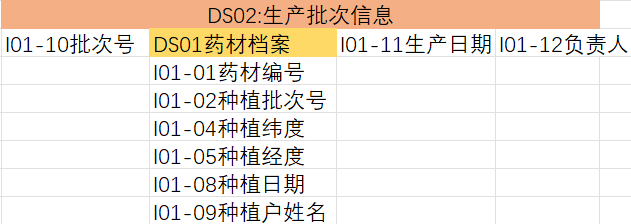 DS02:生产批次信息
I01-10批次号 DS01药材档案 I01-11生产日期 I01-12负责人
I01-01药材编号
I01-02种植批次号
I01-04种植纬度
I01-05种植经度
I01-08种植日期
I01-09种植户姓名